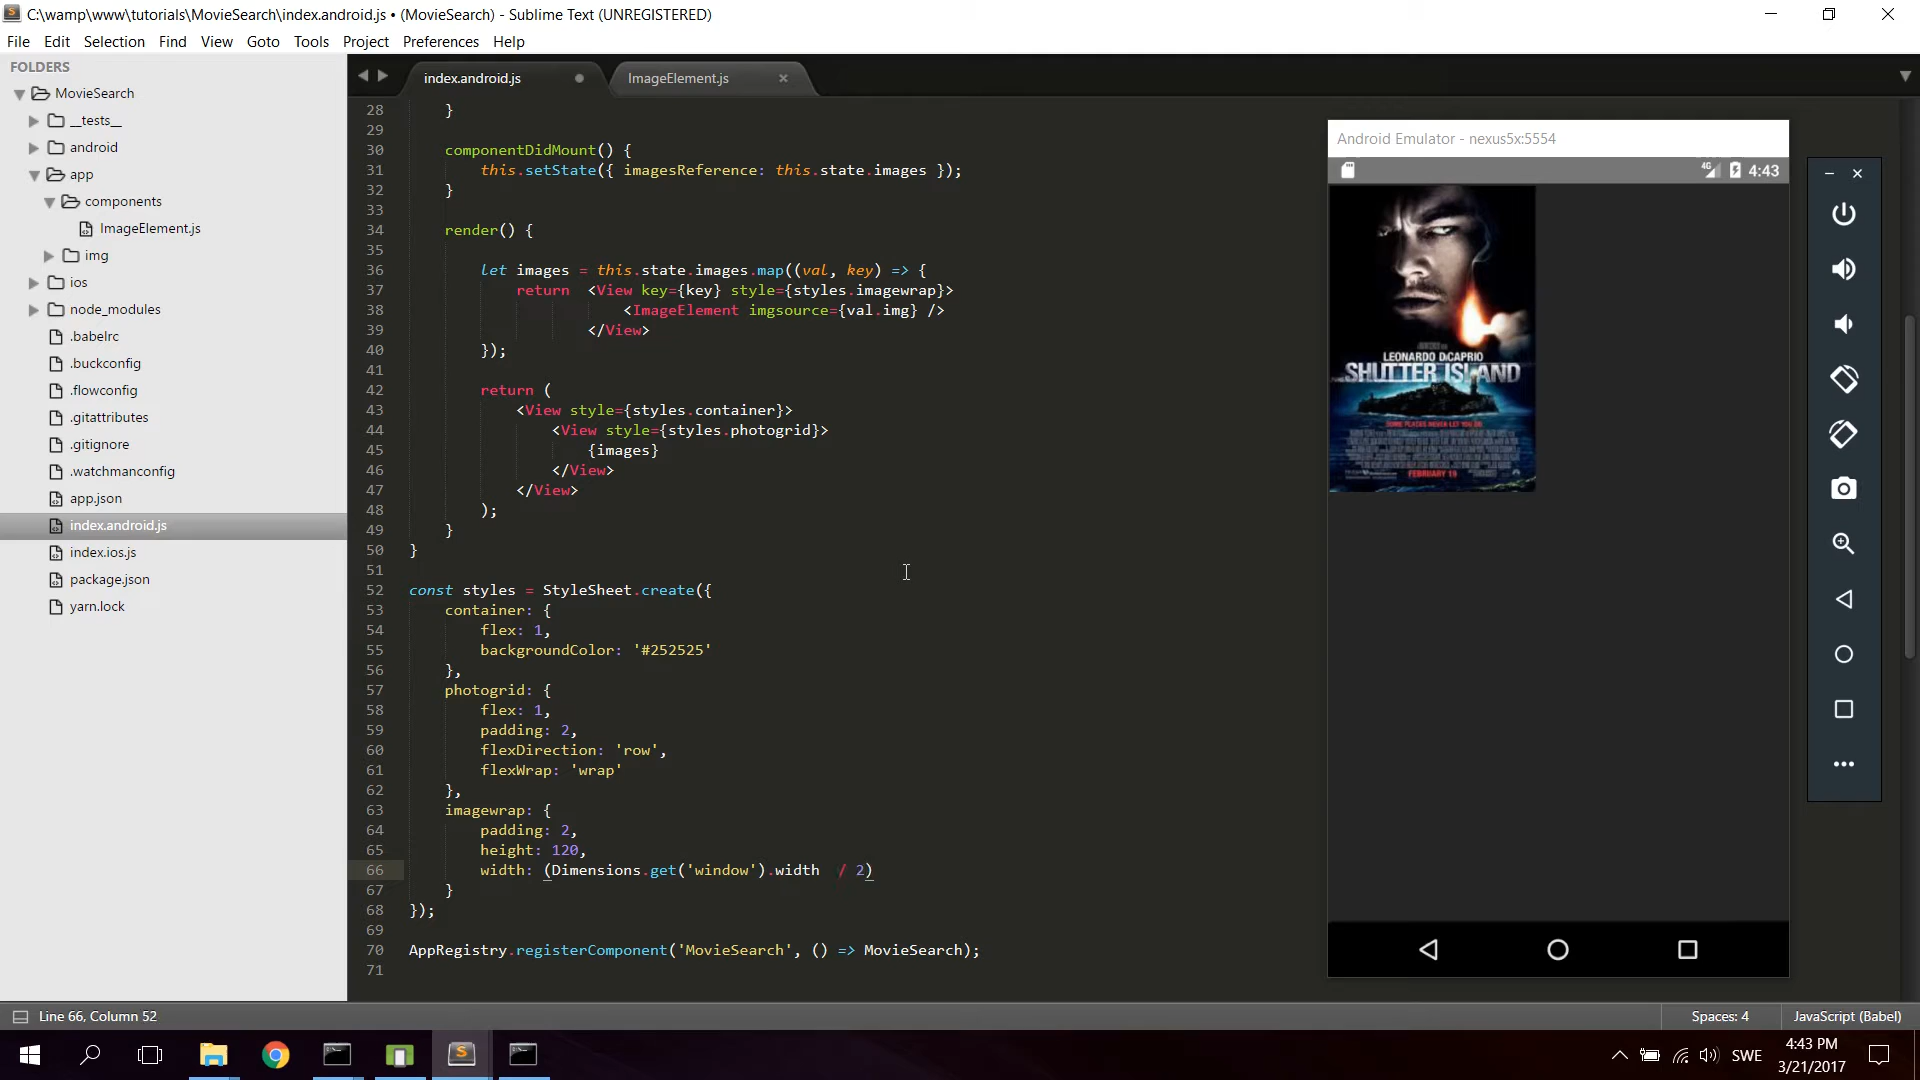 C:\wamp\www\tutorials\MovieSearch\index.android.js • (MovieSearch) - Sublime Text (UNREGISTERED)
File Edit Selection Find View Goto Tools Project Preferences Help
FOLDERS
MovieSearch
__tests__
android
app
components
ImageElement.js
img
ios
node_modules
.babelrc
.buckconfig
.flowconfig
.gitattributes
.gitignore
.watchmanconfig
app.json
index.android.js
index.ios.js
package.json
yarn.lock
index.android.js ImageElement.js
28 }
29
30 componentDidMount() {
31 this.setState({ imagesReference: this.state.images });
32 }
33
34 render() {
35
36 let images = this.state.images.map((val, key) => {
37 return <View key={key} style={styles.imagewrap}>
38 <ImageElement imgsource={val.img} />
39 </View>
40 });
41
42 return (
43 <View style={styles.container}>
44 <View style={styles.photogrid}>
45 {images}
46 </View>
47 </View>
48 );
49 }
50 }
51
52 const styles = StyleSheet.create({
53 container: {
54 flex: 1,
55 backgroundColor: '#252525'
56 },
57 photogrid: {
58 flex: 1,
59 padding: 2,
60 flexDirection: 'row',
61 flexWrap: 'wrap'
62 },
63 imagewrap: {
64 padding: 2,
65 height: 120,
66 width: (Dimensions.get('window').width  / 2)
67 }
68 });
69
70 AppRegistry.registerComponent('MovieSearch', () => MovieSearch);
71
Android Emulator - nexus5x:5554
4G 4:43
LEONARDO DiCAPRIO
SHUTTER ISLAND
SOME PLACES NEVER LET YOU GO
FEBRUARY 19
Line 66, Column 52 Spaces: 4 JavaScript (Babel)
SWE
4:43 PM
3/21/2017